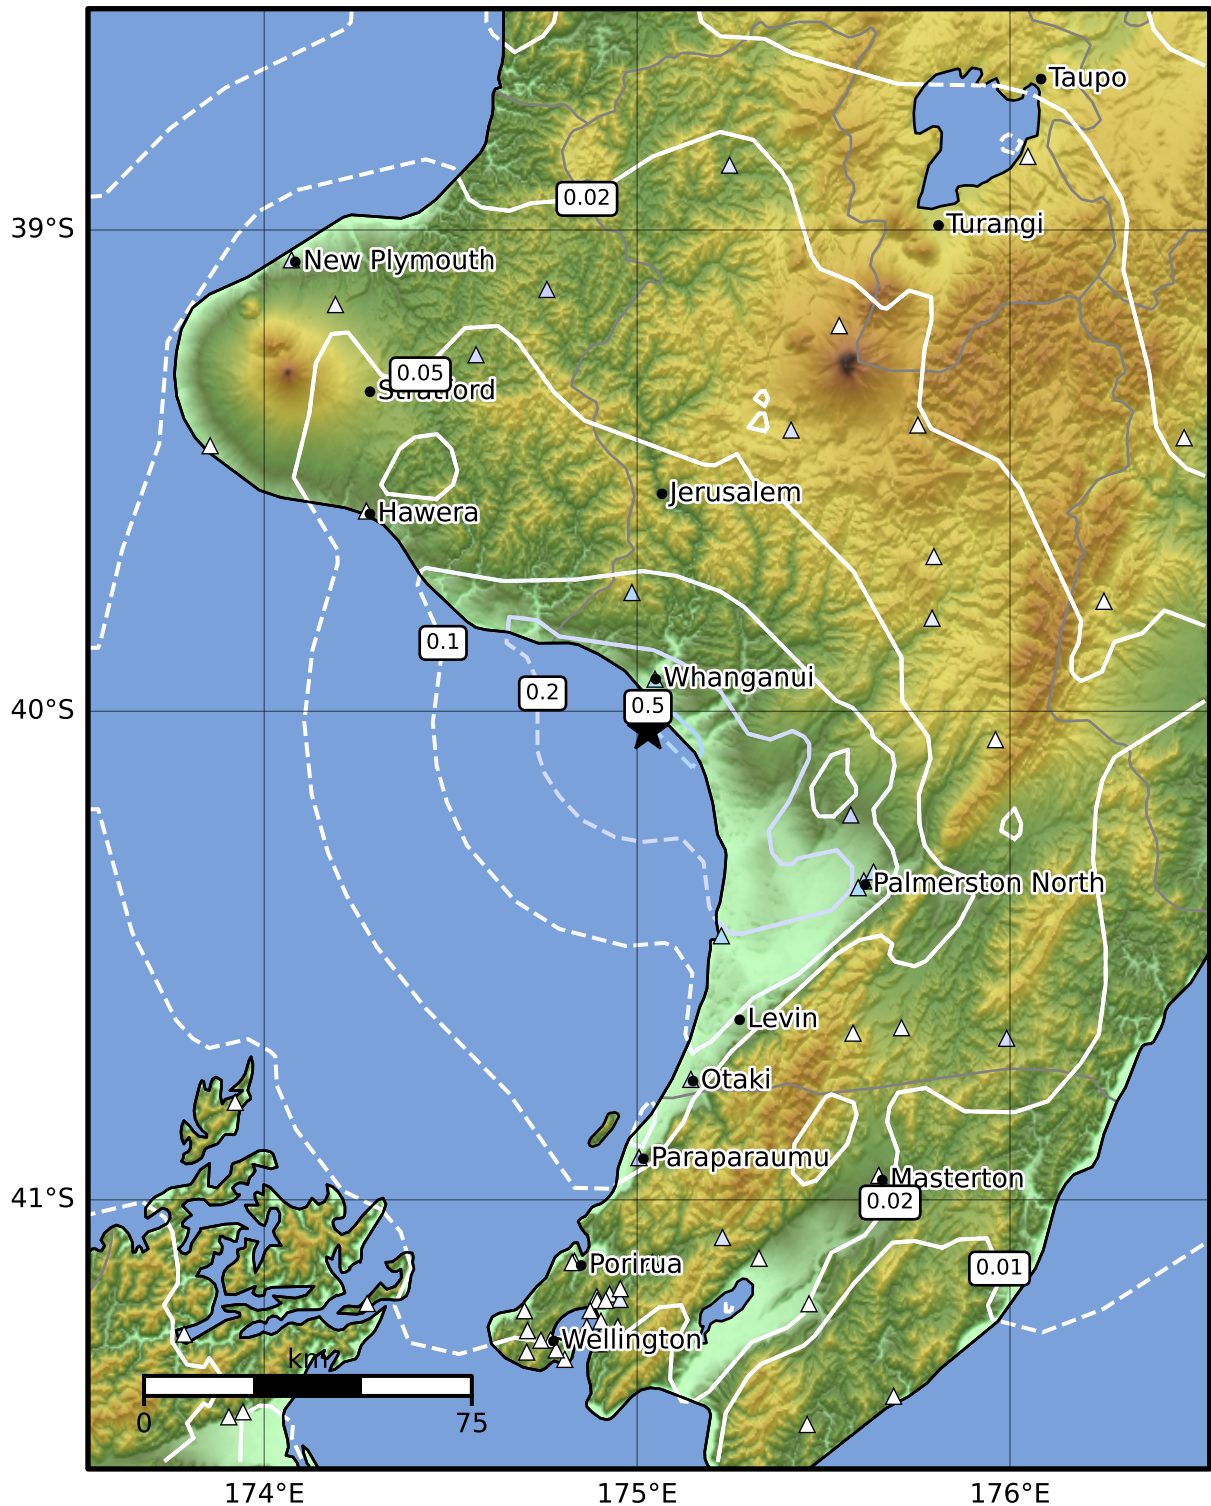 Taupo
0.02
39°S
Turangi
New Plymouth
0.05
Stratford
Jerusalem
Hawera
0.1
Whanganui
0.2
0.5
40°S
Palmerston North
Levin
Otaki
Paraparaumu
Masterton
41°S
0.02
Porirua
0.01
Wellington
km
0
75
174°E
175°E
176°E